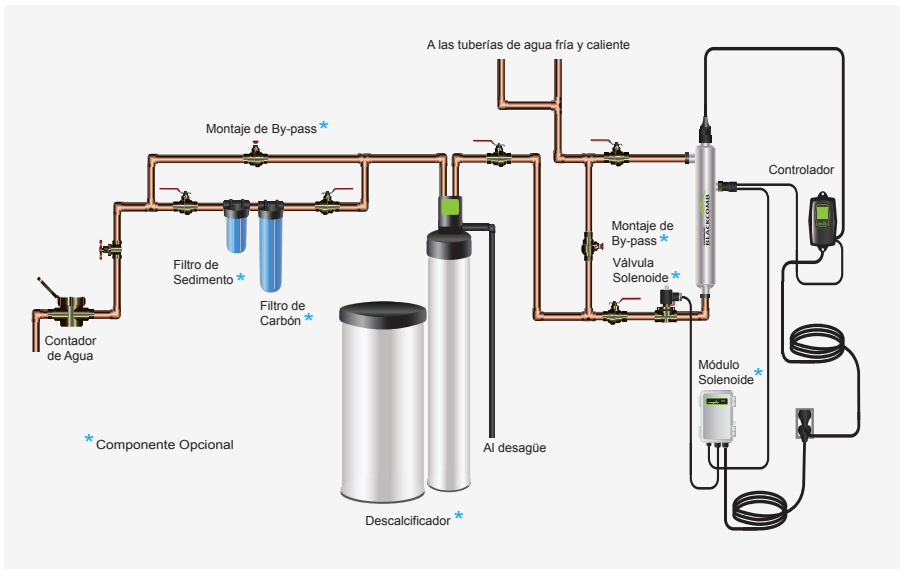 A las tuberías de agua fría y caliente
Montaje de By-pass *
Controlador
BLACKCOMB
Montaje de
By-pass *
Válvula
Solenoide *
Filtro de
Sedimento *
Filtro de
Carbón *
Contador
de Agua
Módulo
Solenoide *
* Componente Opcional
Al desagüe
Descalcificador *